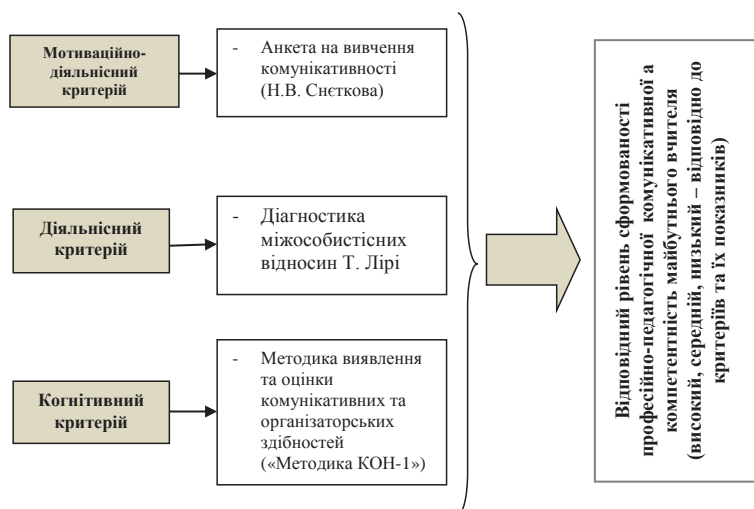 Мотиваційно-
діяльнісний
критерій
- Анкета на вивчення
комунікативності
(Н.В. Снєткова)
Діяльнісний
критерій
- Діагностика
міжособистісних
відносин Т. Лірі
Когнітивний
критерій
- Методика виявлення
та оцінки
комунікативних та
організаторських
здібностей
(«Методика КОН-1»)
Відповідний рівень сформованості
професійно-педагогічної комунікативної а
компетентність майбутнього вчителя
(високий, середній, низький – відповідно до
критеріїв та їх показників)